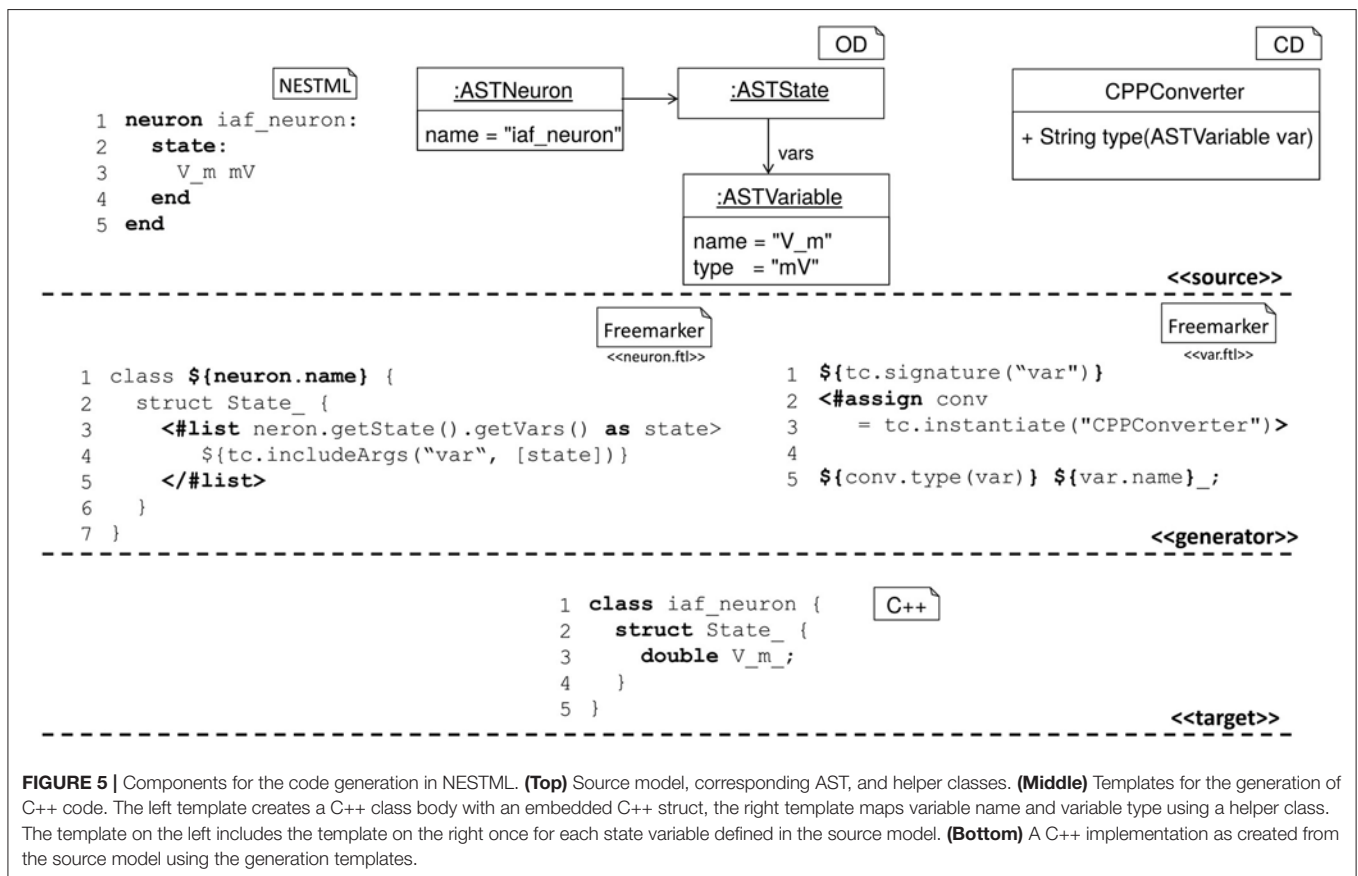 NESTML
1 neuron iaf_neuron:
2 state:
3 V_m mV
4 end
5 end
OD
:ASTNeuron
name = "iaf_neuron"
:ASTState
vars
:ASTVariable
name = "V_m"
type = "mV"
CD
CPPConverter
+ String type(ASTVariable var)
<<source>>
Freemarker
<<neuron.ftl>>
1 class ${neuron.name} {
2 struct State_ {
3 <#list neron.getState().getVars() as state>
4 ${tc.includeArgs("var", [state])}
5 </#list>
6 }
7 }
Freemarker
<<var.ftl>>
1 ${tc.signature("var")}
2 <#assign conv
3 = tc.instantiate("CPPConverter")>
4
5 ${conv.type(var)} ${var.name}_;
<<generator>>
C++
1 class iaf_neuron {
2 struct State_ {
3 double V_m_;
4 }
5 }
<<target>>
FIGURE 5 | Components for the code generation in NESTML. (Top) Source model, corresponding AST, and helper classes. (Middle) Templates for the generation of
C++ code. The left template creates a C++ class body with an embedded C++ struct, the right template maps variable name and variable type using a helper class.
The template on the left includes the template on the right once for each state variable defined in the source model. (Bottom) A C++ implementation as created from
the source model using the generation templates.